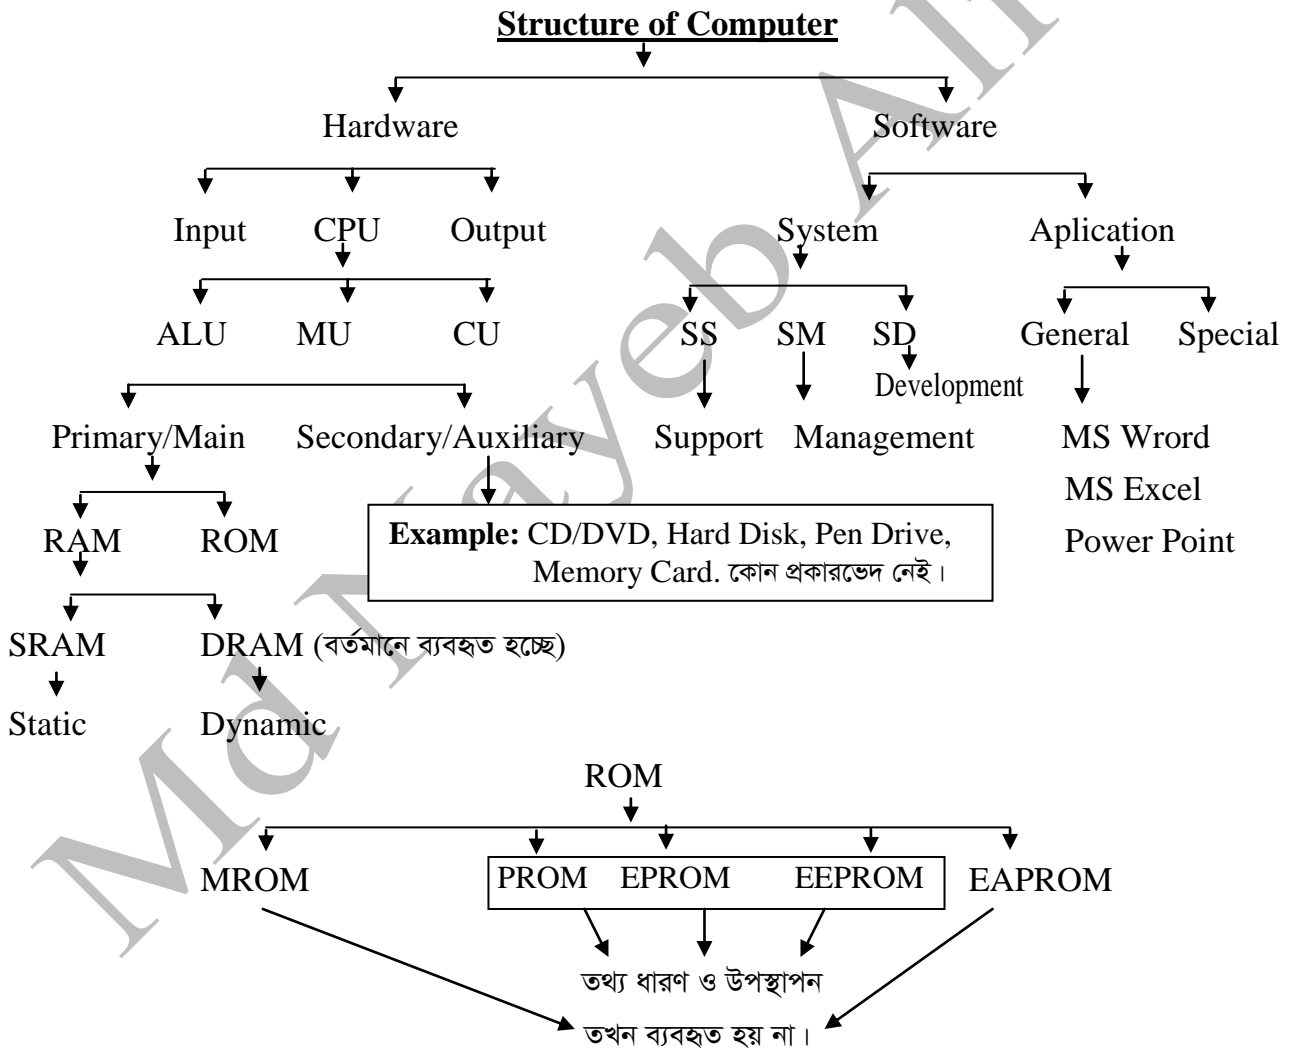 Structure of Computer
Hardware Software
Input CPU Output System Aplication
ALU MU CU SS SM SD General Special
Development
Primary/Main Secondary/Auxiliary Support Management MS Wrord
MS Excel
RAM ROM Example: CD/DVD, Hard Disk, Pen Drive, Power Point
Memory Card. কোন প্রকারভেদ নেই।
SRAM DRAM (বর্তমানে ব্যবহৃত হচ্ছে)
Static Dynamic
ROM
MROM PROM EPROM EEPROM EAPROM
তথ্য ধারণ ও উপস্থাপন
তখন ব্যবহৃত হয় না।
Md Nayeb Ali